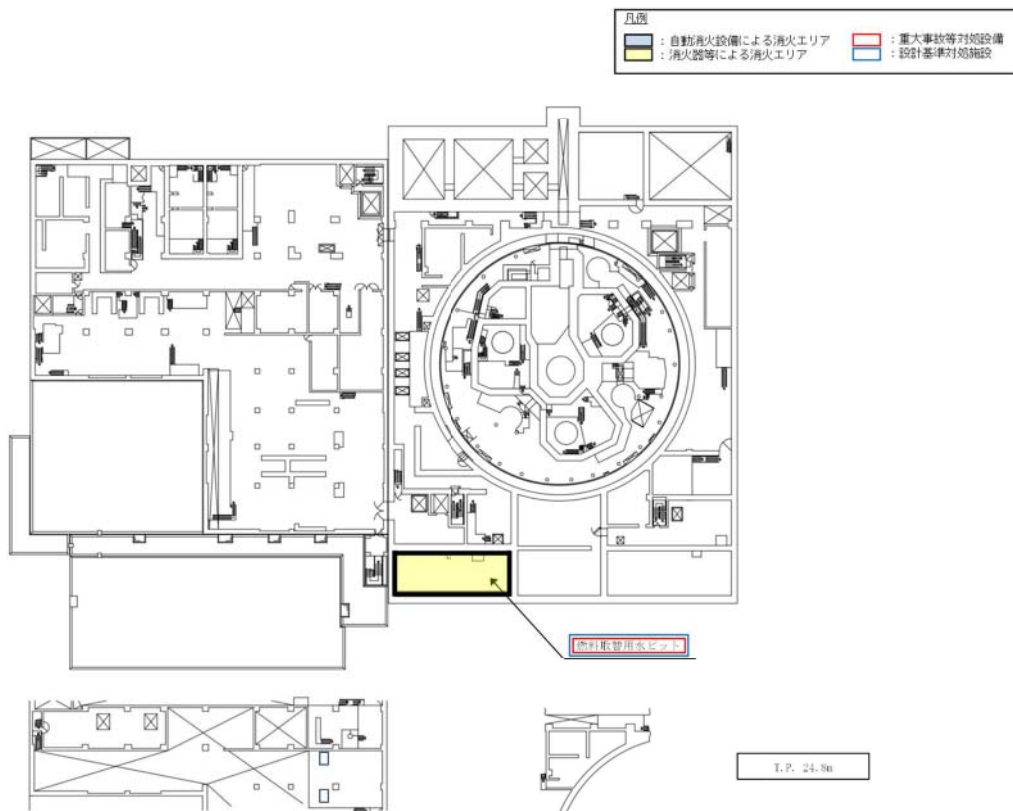 凡例
：自動消火設備による消火エリア
：重大事故等対処設備
：消火器等による消火エリア
：設計基準対処施設
燃料取替用水ピット
T.P. 24.8m